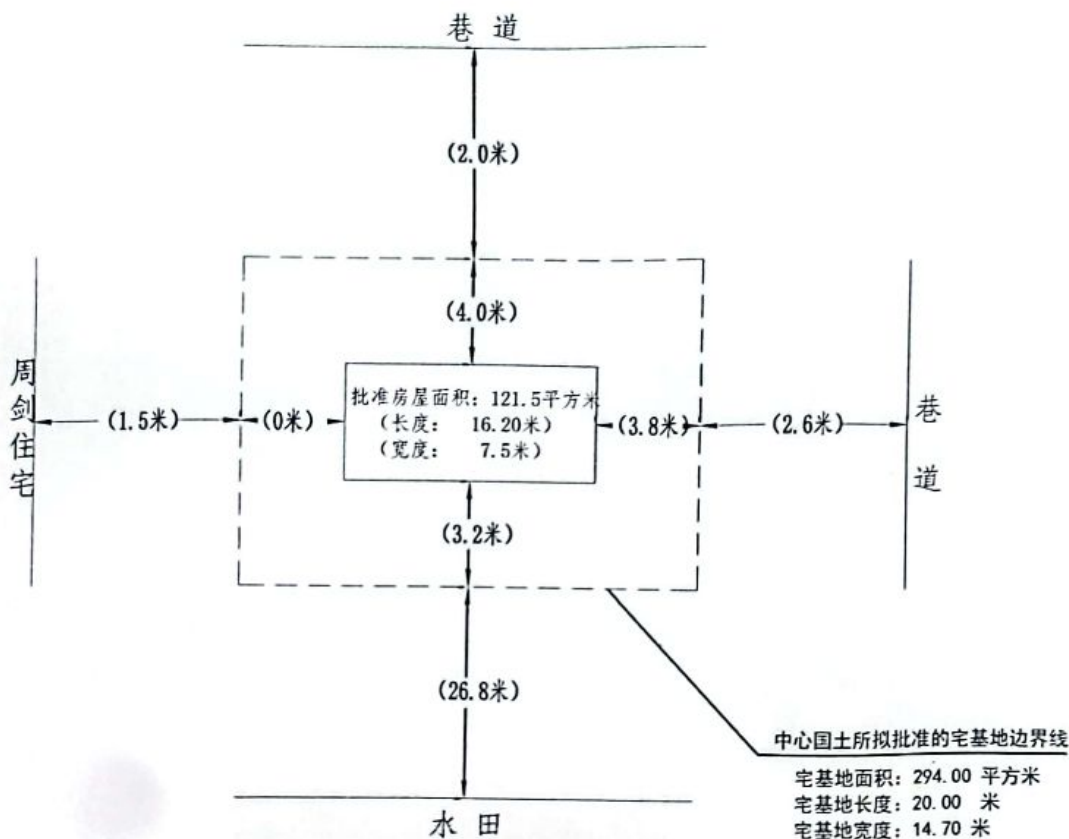 巷 道
(2.0米)
(4.0米)
周剑住宅
(1.5米)
(0米)
批准房屋面积: 121.5平方米
(长度: 16.20米)
(宽度: 7.5米)
(3.8米)
(2.6米)
巷道
(3.2米)
(26.8米)
中心国土所拟批准的宅基地边界线
宅基地面积: 294.00 平方米
宅基地长度: 20.00 米
宅基地宽度: 14.70 米
水 田